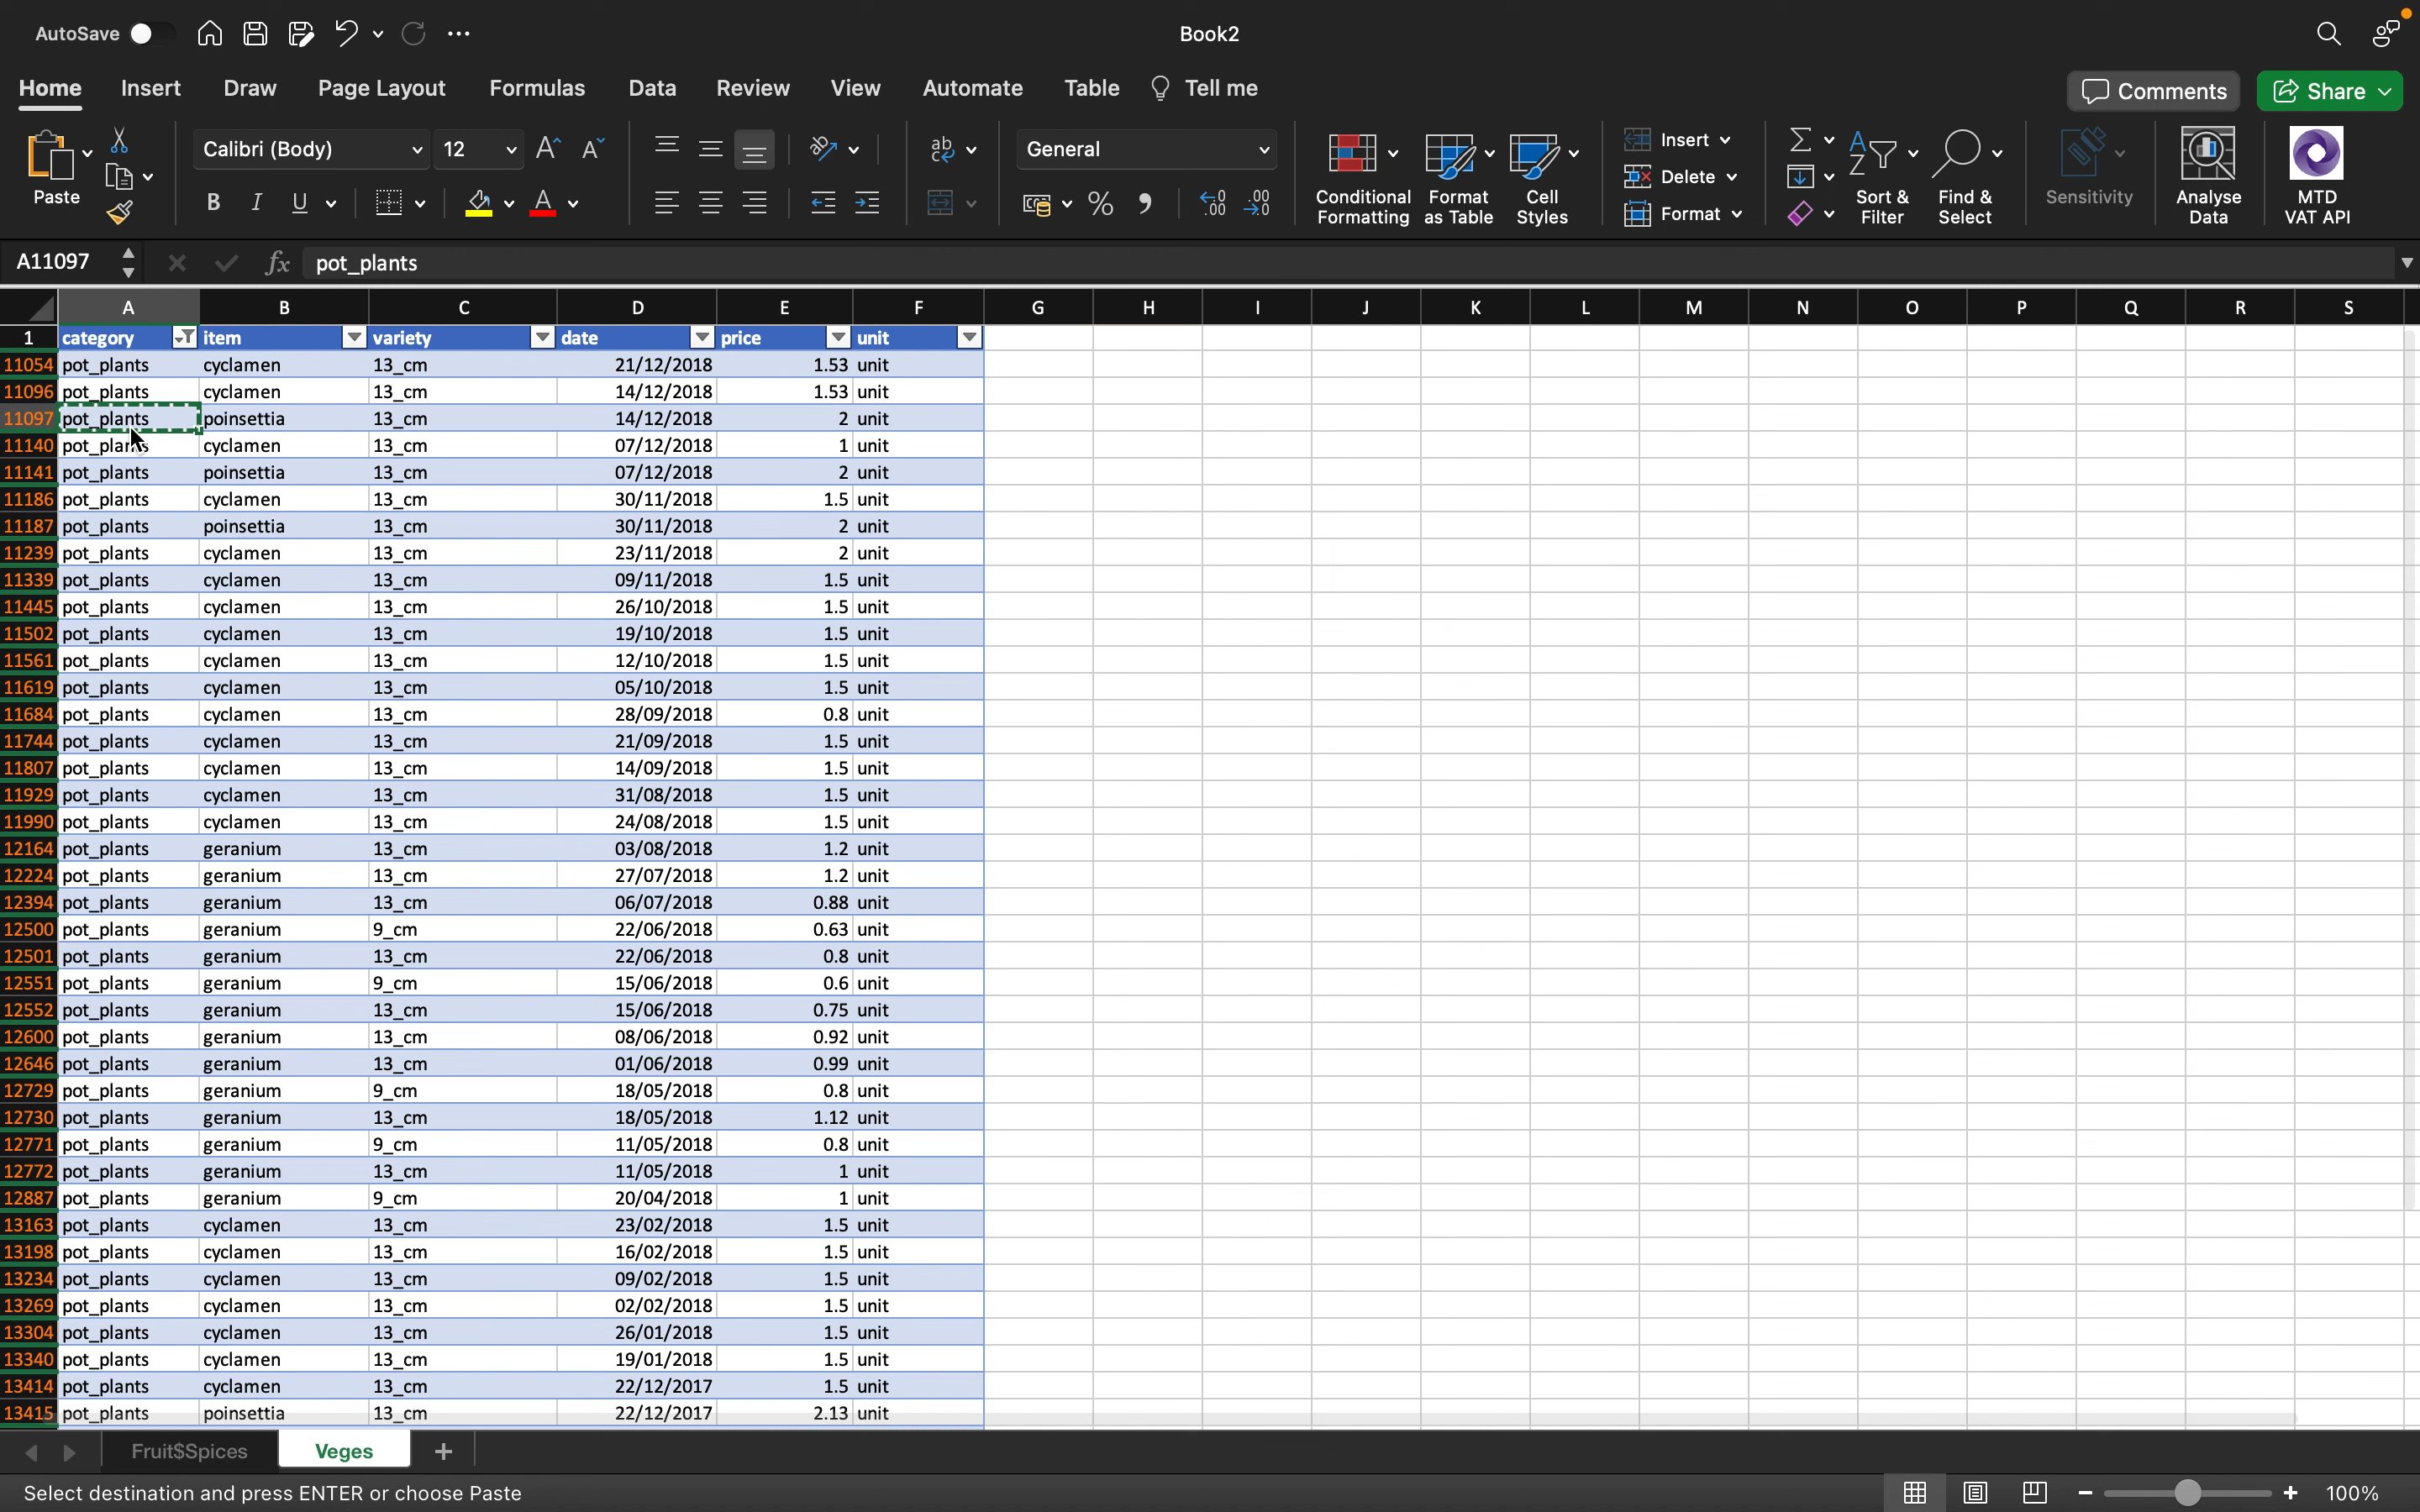 AutoSave
Book2
Home Insert Draw Page Layout Formulas Data Review View Automate Table Tell me Comments Share
Paste Calibri (Body) 12 General Conditional Formatting Format as Table Cell Styles Insert Delete Format Sort & Filter Find & Select Sensitivity Analyse Data MTD VAT API
A11097 fx pot_plants
A B C D E F G H I J K L M N O P Q R S
1 category item variety date price unit
11054 pot_plants cyclamen 13_cm 21/12/2018 1.53 unit
11096 pot_plants cyclamen 13_cm 14/12/2018 1.53 unit
11097 pot_plants poinsettia 13_cm 14/12/2018 2 unit
11140 pot_plants cyclamen 13_cm 07/12/2018 1 unit
11141 pot_plants poinsettia 13_cm 07/12/2018 2 unit
11186 pot_plants cyclamen 13_cm 30/11/2018 1.5 unit
11187 pot_plants poinsettia 13_cm 30/11/2018 2 unit
11239 pot_plants cyclamen 13_cm 23/11/2018 2 unit
11339 pot_plants cyclamen 13_cm 09/11/2018 1.5 unit
11445 pot_plants cyclamen 13_cm 26/10/2018 1.5 unit
11502 pot_plants cyclamen 13_cm 19/10/2018 1.5 unit
11561 pot_plants cyclamen 13_cm 12/10/2018 1.5 unit
11619 pot_plants cyclamen 13_cm 05/10/2018 1.5 unit
11684 pot_plants cyclamen 13_cm 28/09/2018 0.8 unit
11744 pot_plants cyclamen 13_cm 21/09/2018 1.5 unit
11807 pot_plants cyclamen 13_cm 14/09/2018 1.5 unit
11929 pot_plants cyclamen 13_cm 31/08/2018 1.5 unit
11990 pot_plants cyclamen 13_cm 24/08/2018 1.5 unit
12164 pot_plants geranium 13_cm 03/08/2018 1.2 unit
12224 pot_plants geranium 13_cm 27/07/2018 1.2 unit
12394 pot_plants geranium 13_cm 06/07/2018 0.88 unit
12500 pot_plants geranium 9_cm 22/06/2018 0.63 unit
12501 pot_plants geranium 13_cm 22/06/2018 0.8 unit
12551 pot_plants geranium 9_cm 15/06/2018 0.6 unit
12552 pot_plants geranium 13_cm 15/06/2018 0.75 unit
12600 pot_plants geranium 13_cm 08/06/2018 0.92 unit
12646 pot_plants geranium 13_cm 01/06/2018 0.99 unit
12729 pot_plants geranium 9_cm 18/05/2018 0.8 unit
12730 pot_plants geranium 13_cm 18/05/2018 1.12 unit
12771 pot_plants geranium 9_cm 11/05/2018 0.8 unit
12772 pot_plants geranium 13_cm 11/05/2018 1 unit
12887 pot_plants geranium 9_cm 20/04/2018 1 unit
13163 pot_plants cyclamen 13_cm 23/02/2018 1.5 unit
13198 pot_plants cyclamen 13_cm 16/02/2018 1.5 unit
13234 pot_plants cyclamen 13_cm 09/02/2018 1.5 unit
13269 pot_plants cyclamen 13_cm 02/02/2018 1.5 unit
13304 pot_plants cyclamen 13_cm 26/01/2018 1.5 unit
13340 pot_plants cyclamen 13_cm 19/01/2018 1.5 unit
13414 pot_plants cyclamen 13_cm 22/12/2017 1.5 unit
13415 pot_plants poinsettia 13_cm 22/12/2017 2.13 unit
Fruit$Spices Veges
Select destination and press ENTER or choose Paste 100%